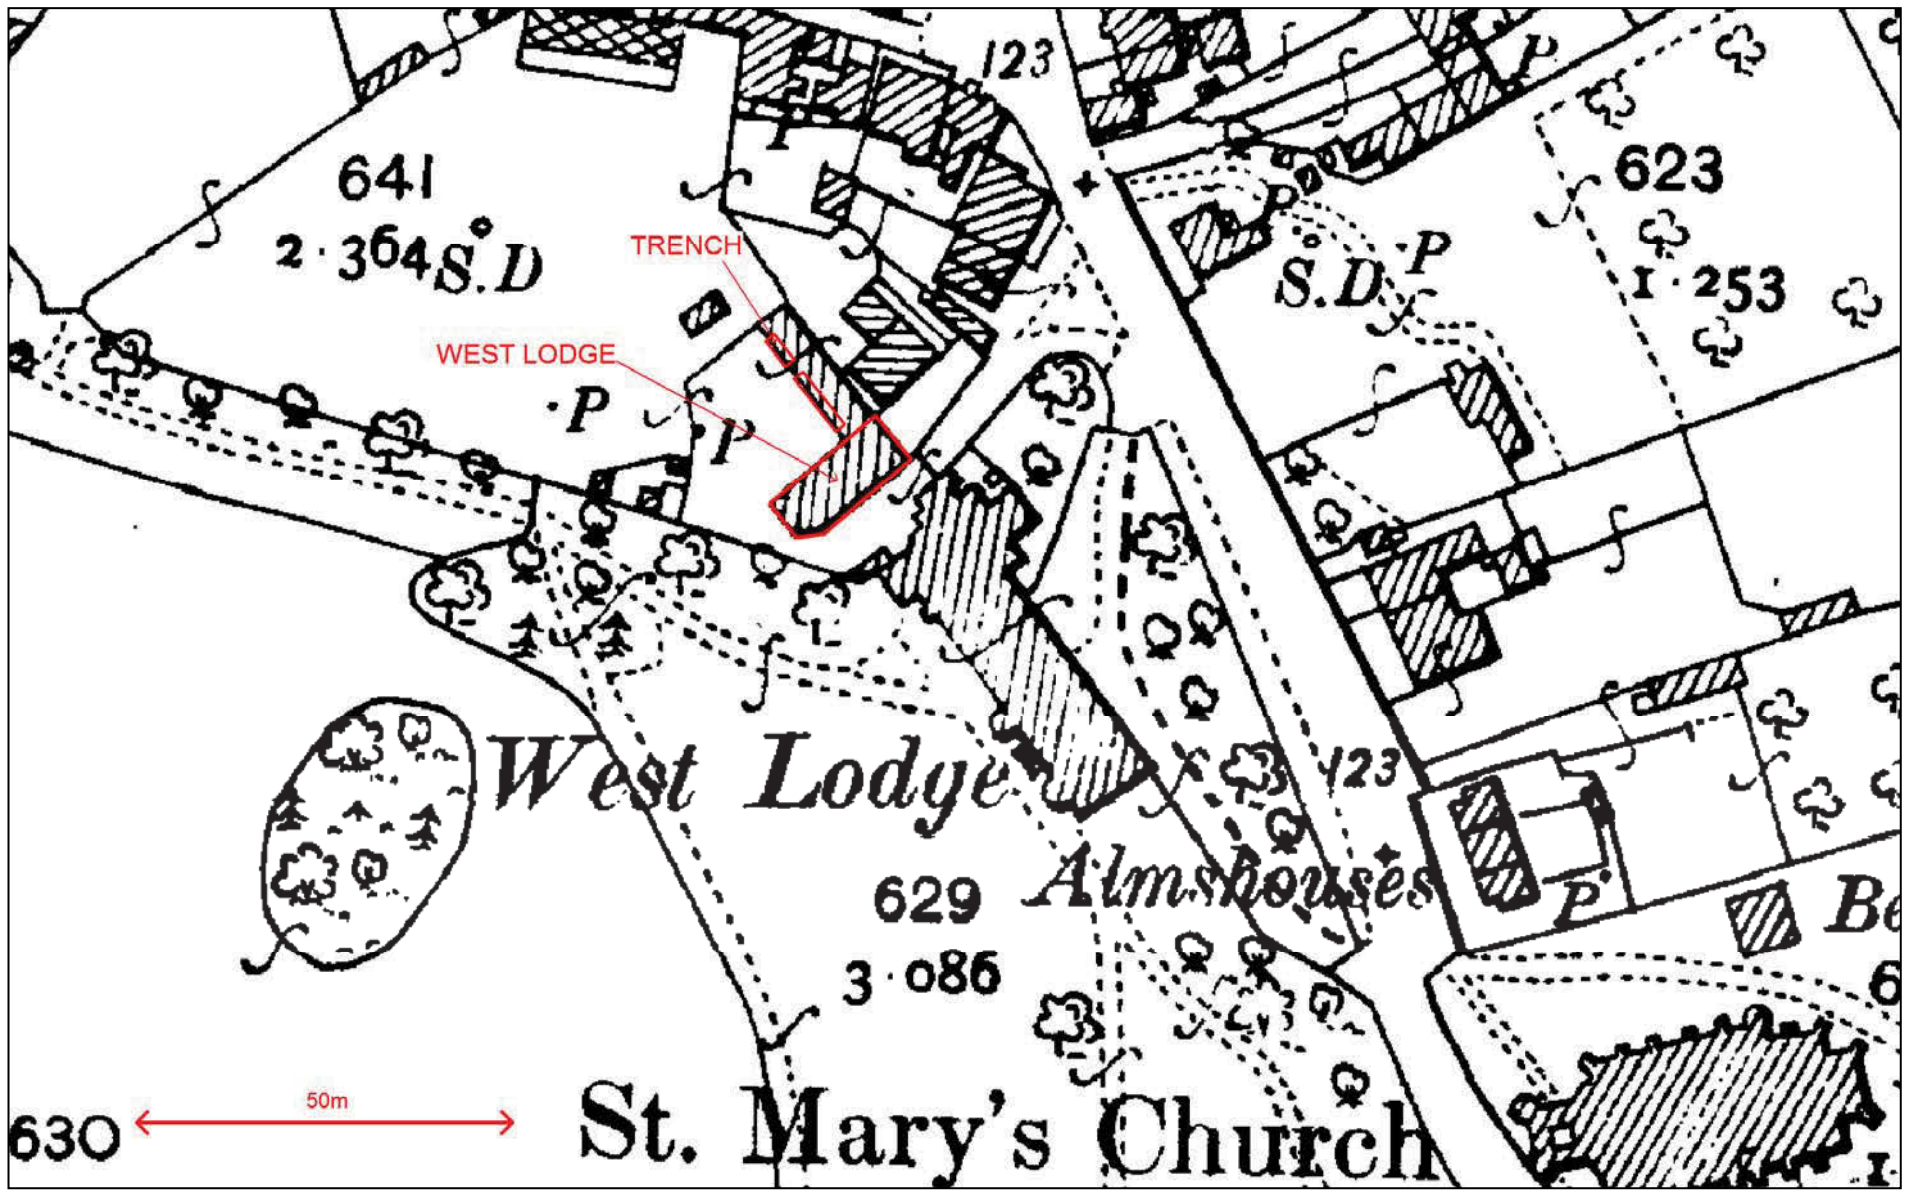 123
P
P
641
623
2·364
S.D
TRENCH
P
S.D
P
1·253
WEST LODGE
P
P
West Lodge
123
Almshouses
629
P
3·086
50m
630
St. Mary's Church